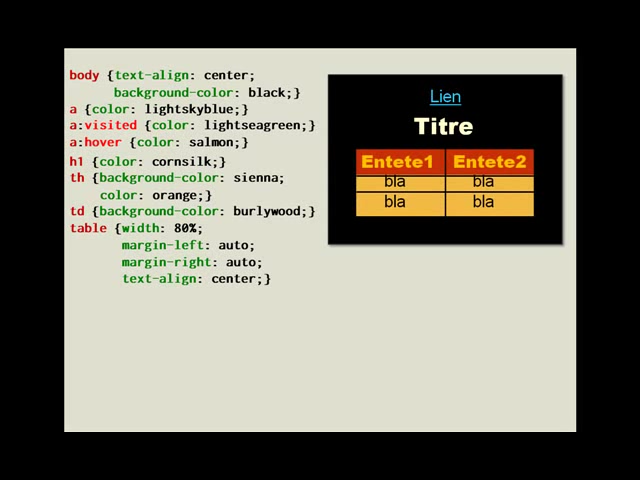 body {text-align: center;
background-color: black;}
a {color: lightskyblue;}
a:visited {color: lightseagreen;}
a:hover {color: salmon;}
h1 {color: cornsilk;}
th {background-color: sienna;
color: orange;}
td {background-color: burlywood;}
table {width: 80%;
margin-left: auto;
margin-right: auto;
text-align: center;}
Lien
Titre
Entete1 Entete2
bla bla
bla bla